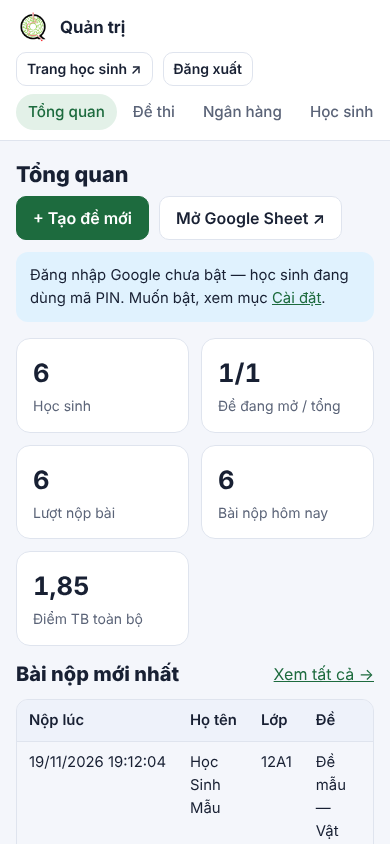 Quản trị
Trang học sinh ↗ Đăng xuất
Tổng quan Đề thi Ngân hàng Học sinh
Tổng quan
+ Tạo đề mới Mở Google Sheet ↗
Đăng nhập Google chưa bật — học sinh đang
dùng mã PIN. Muốn bật, xem mục Cài đặt.
6 1/1
Học sinh Đề đang mở / tổng
6 6
Lượt nộp bài Bài nộp hôm nay
1,85
Điểm TB toàn bộ
Bài nộp mới nhất Xem tất cả →
Nộp lúc Họ tên Lớp Đề
19/11/2026 19:12:04 Học 12A1 Đề
Sinh mẫu
Mẫu —
Vật